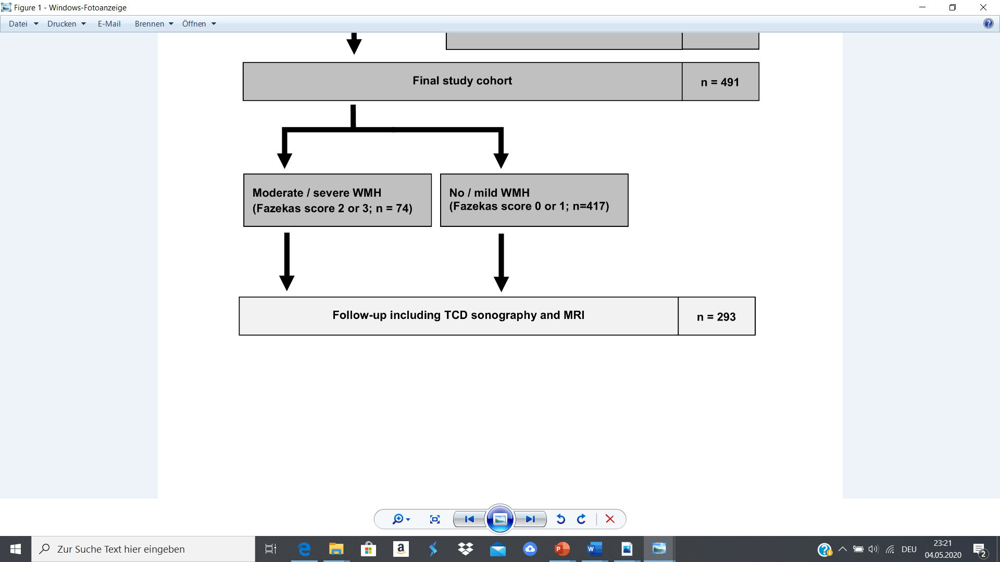 Figure 1 - Windows-Fotoanzeige
Datei Drucken E-Mail Brennen Öffnen
Final study cohort n = 491
Moderate / severe WMH
(Fazekas score 2 or 3; n = 74)
No / mild WMH
(Fazekas score 0 or 1; n=417)
Follow-up including TCD sonography and MRI n = 293
Zur Suche Text hier eingeben
DEU
23:21
04.05.2020
2